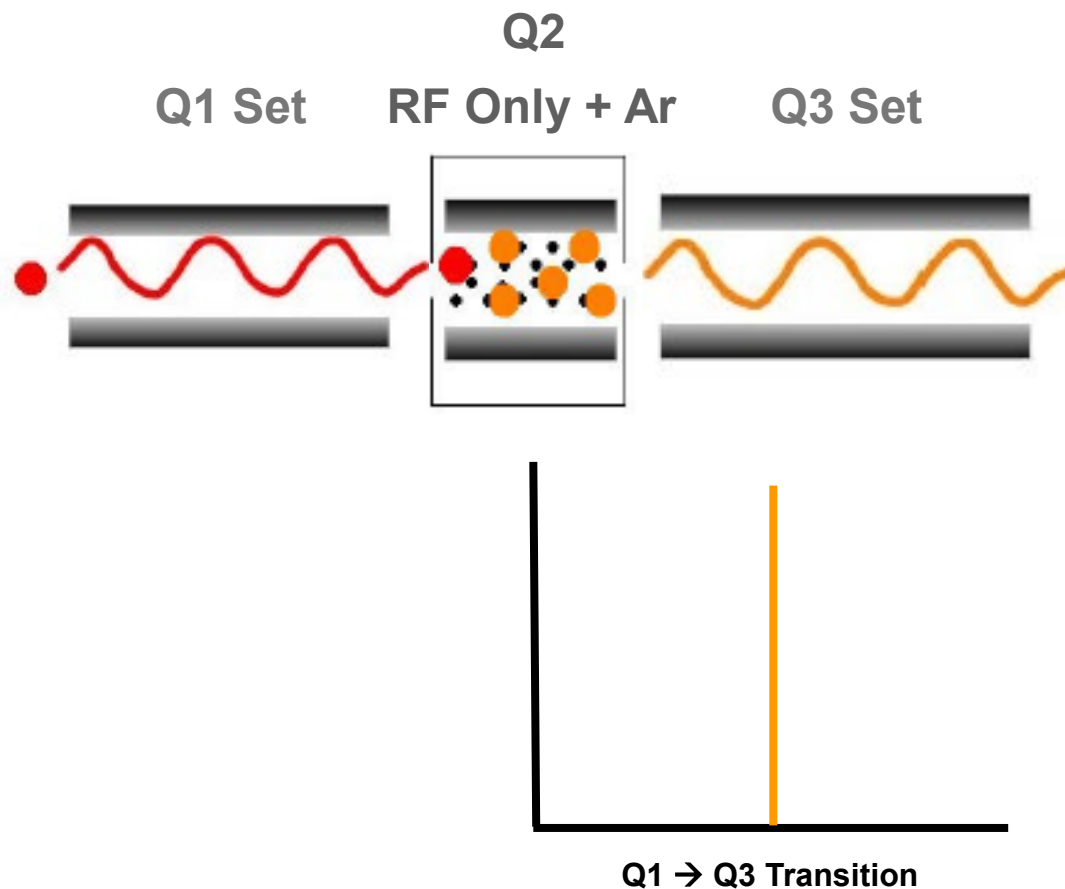 Q2
Q1 Set RF Only + Ar Q3 Set
Q1 → Q3 Transition